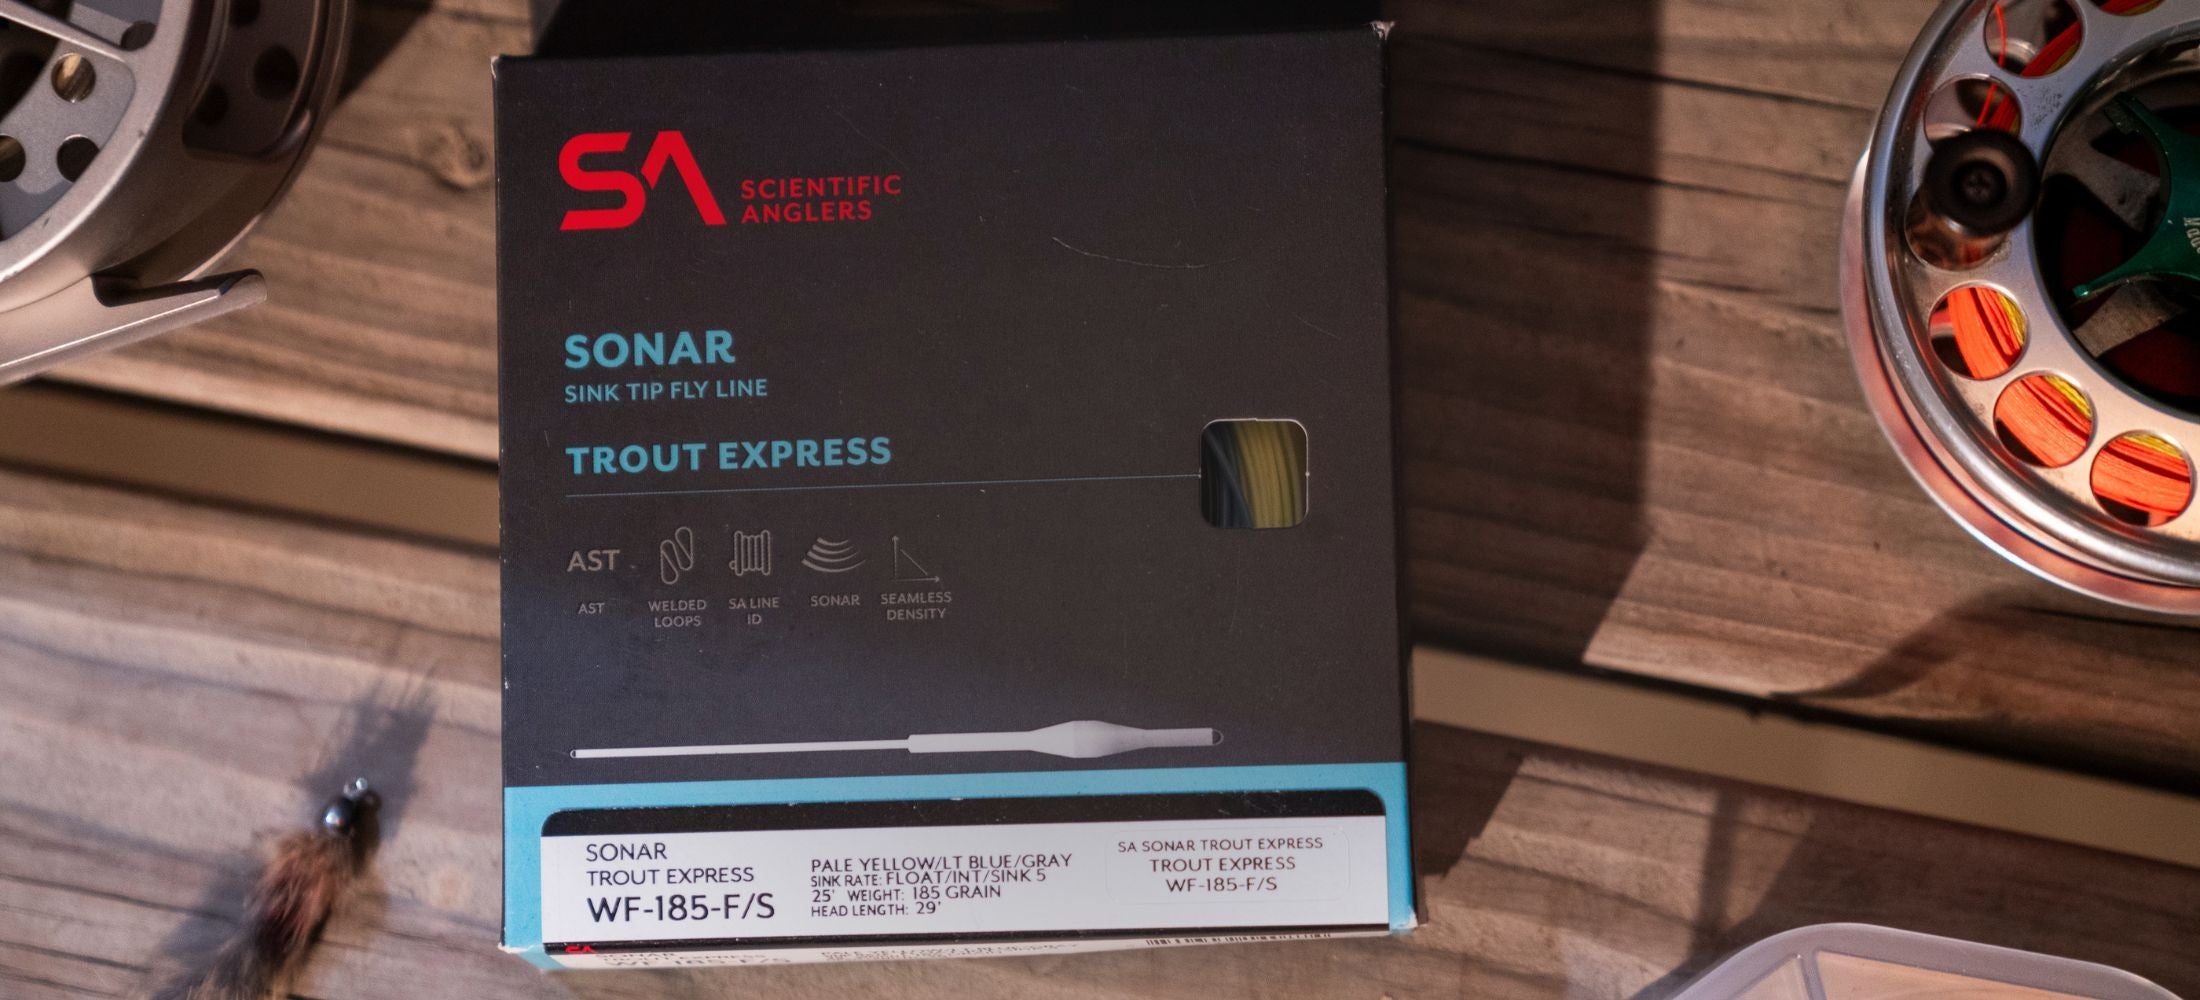 SA SCIENTIFIC
ANGLERS
SONAR
SINK TIP FLY LINE
TROUT EXPRESS
AST
AST
WELDED
LOOPS
SA LINE
ID
SONAR
SEAMLESS
DENSITY
SONAR
TROUT EXPRESS
WF-185-F/S
PALE YELLOW/LT BLUE/GRAY
SINK RATE: FLOAT/INT/SINK 5
25' WEIGHT: 185 GRAIN
HEAD LENGTH: 29'
SA SONAR TROUT EXPRESS
TROUT EXPRESS
WF-185-F/S